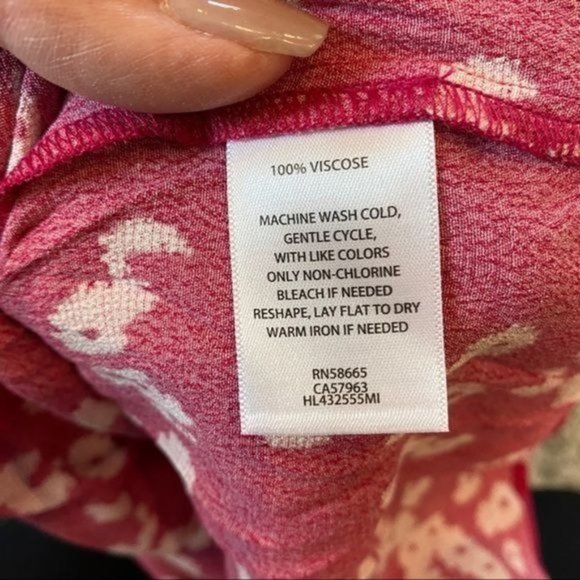 100% VISCOSE
MACHINE WASH COLD,
GENTLE CYCLE,
WITH LIKE COLORS
ONLY NON-CHLORINE
BLEACH IF NEEDED
RESHAPE, LAY FLAT TO DRY
WARM IRON IF NEEDED
RN58665
CA57963
HL432555MI